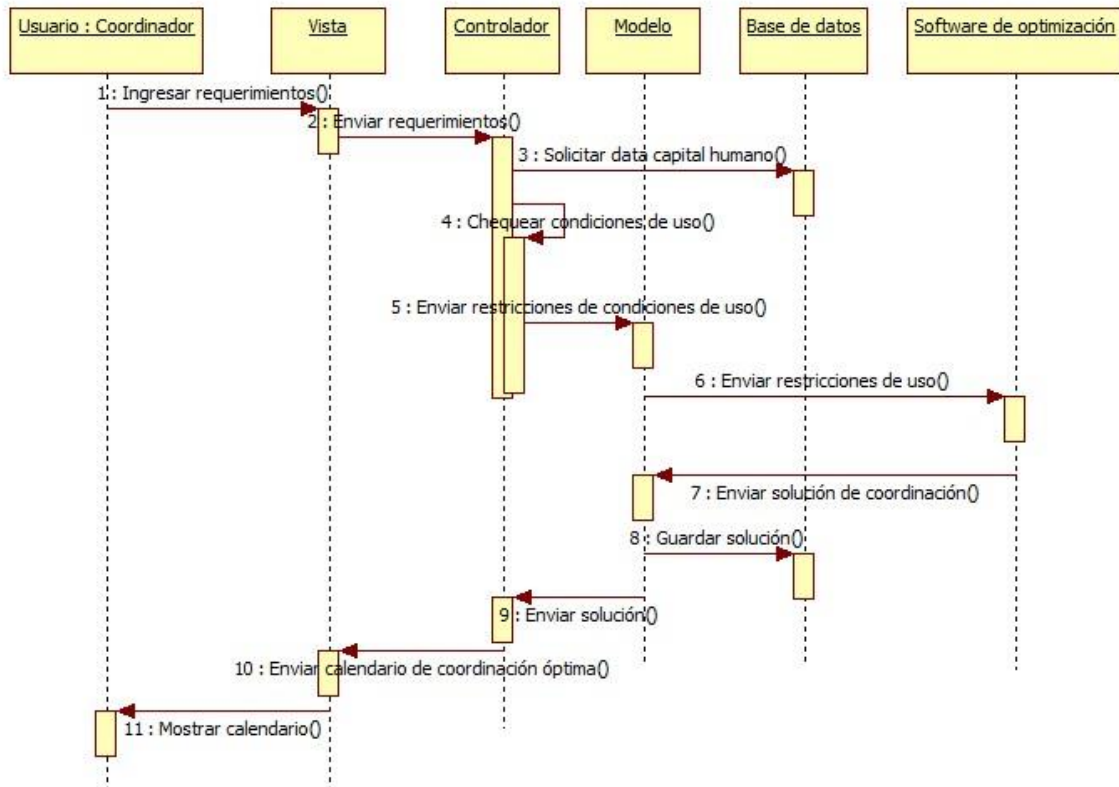 Usuario : Coordinador
Vista
Controlador
Modelo
Base de datos
Software de optimización
1 : Ingresar requerimientos()
2 : Enviar requerimientos()
3 : Solicitar data capital humano()
4 : Chequear condiciones de uso()
5 : Enviar restricciones de condiciones de uso()
6 : Enviar restricciones de uso()
7 : Enviar solución de coordinación()
8 : Guardar solución()
9 : Enviar solución()
10 : Enviar calendario de coordinación óptima()
11 : Mostrar calendario()